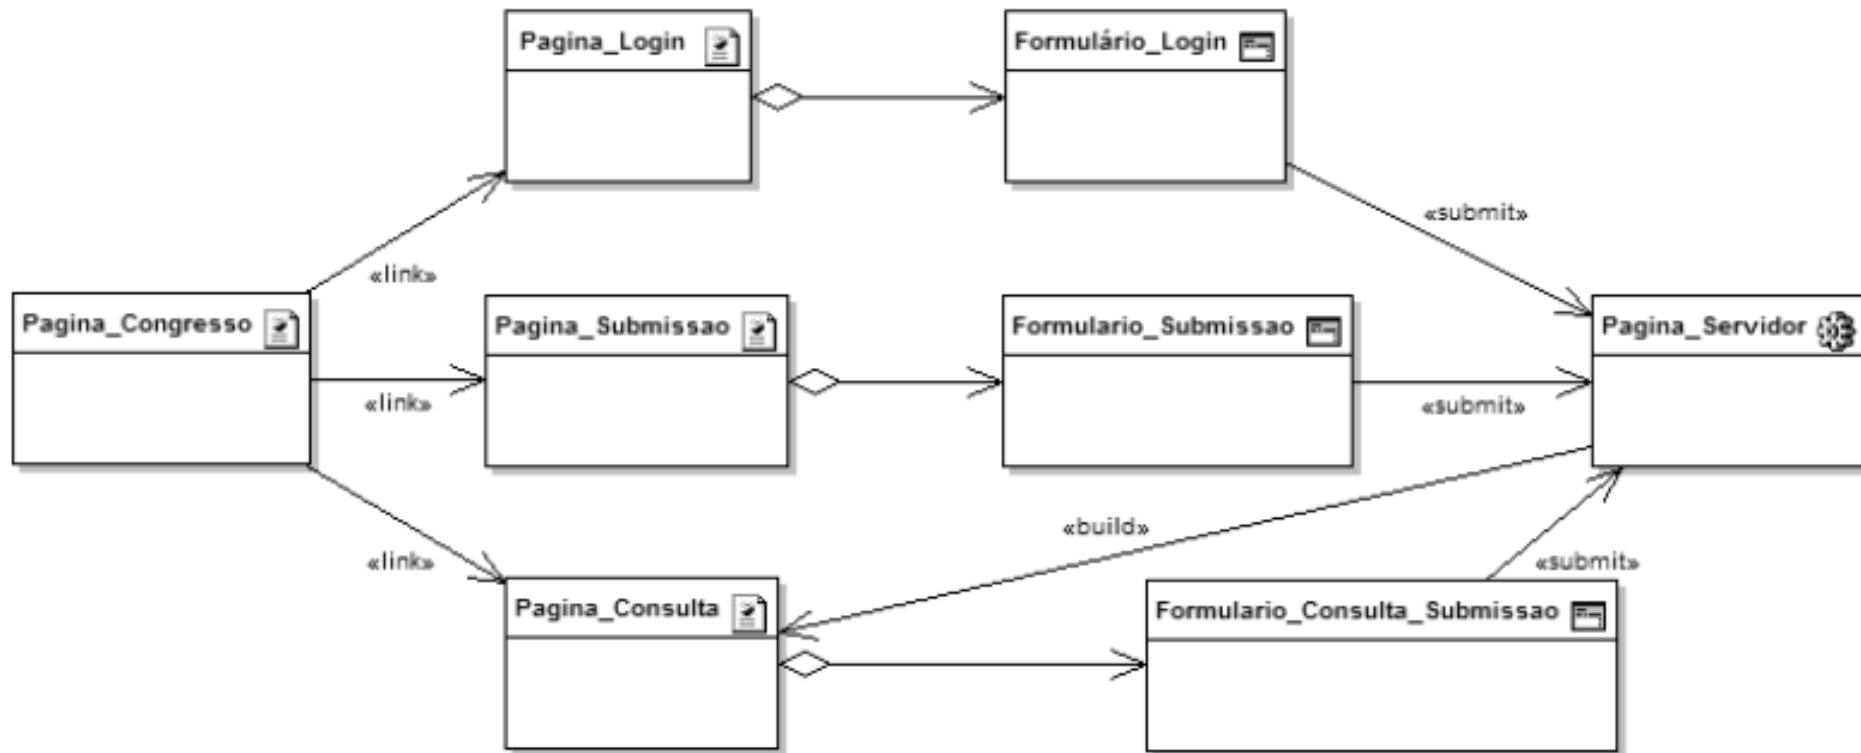 Pagina_Login
Formulário_Login
«submit»
«link»
Pagina_Congresso
Pagina_Submissao
Formulario_Submissao
Pagina_Servidor
«link»
«submit»
«build»
«link»
«submit»
Pagina_Consulta
Formulario_Consulta_Submissao